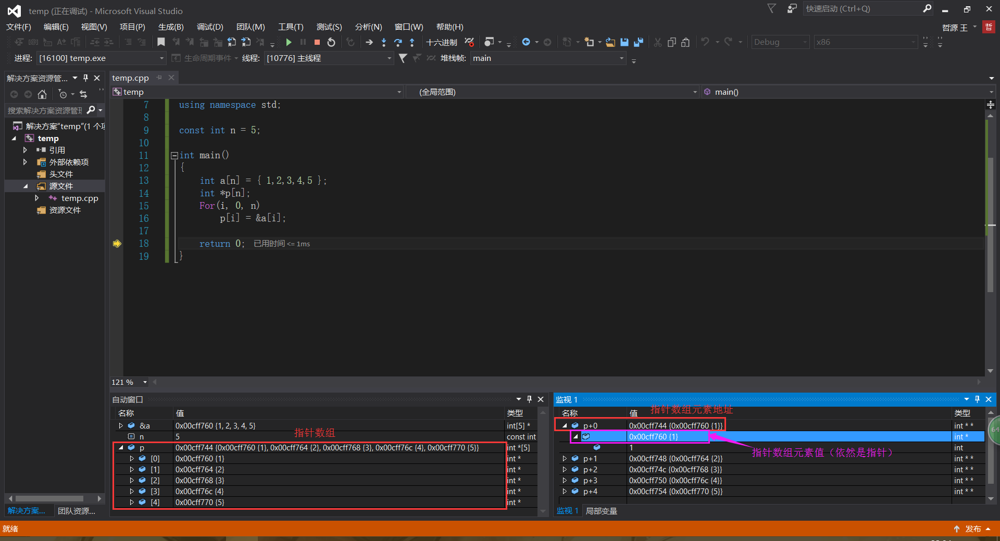 temp (正在调试) - Microsoft Visual Studio
快速启动 (Ctrl+Q)
文件(F) 编辑(E) 视图(V) 项目(P) 生成(B) 调试(D) 团队(M) 工具(T) 测试(S) 分析(N) 窗口(W) 帮助(H)
哲源 王
哲
十六进制
Debug
x86
进程: [16100] temp.exe
生命周期事件
线程: [10776] 主线程
堆栈帧: main
解决方案资源管...
搜索解决方案资源管理
解决方案"temp"(1 个项
temp
引用
外部依赖项
头文件
源文件
temp.cpp
资源文件
解决方案...
团队资源...
temp.cpp
temp
(全局范围)
main()
7 using namespace std;
8
9 const int n = 5;
10
11 int main()
12 {
13 int a[n] = { 1,2,3,4,5 };
14 int *p[n];
15 For(i, 0, n)
16 p[i] = &a[i];
17
18 return 0; 已用时间 <= 1ms
19 }
121 %
自动窗口
名称 值 类型
&a 0x00cff760 {1, 2, 3, 4, 5} int[5] *
指针数组
n 5 const int
p 0x00cff744 {0x00cff760 {1}, 0x00cff764 {2}, 0x00cff768 {3}, 0x00cff76c {4}, 0x00cff770 {5}} int *[5]
[0] 0x00cff760 {1} int *
[1] 0x00cff764 {2} int *
[2] 0x00cff768 {3} int *
[3] 0x00cff76c {4} int *
[4] 0x00cff770 {5} int *
监视 1
指针数组元素地址
名称 值 类型
p+0 0x00cff744 {0x00cff760 {1}} int * *
0x00cff760 {1} int *
1 int
指针数组元素值（依然是指针）
p+1 0x00cff748 {0x00cff764 {2}} int * *
p+2 0x00cff74c {0x00cff768 {3}} int * *
p+3 0x00cff750 {0x00cff76c {4}} int * *
p+4 0x00cff754 {0x00cff770 {5}} int * *
监视 1
局部变量
64
就绪
发布